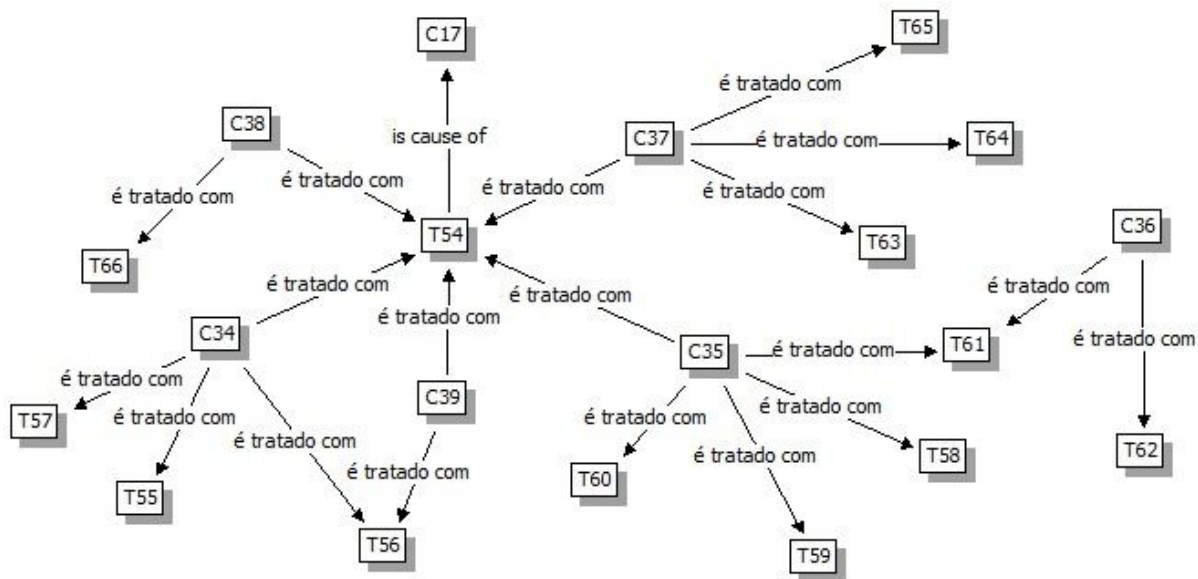 C17
T65
C38
C37
é tratado com
is cause of
é tratado com
T64
é tratado com
é tratado com
é tratado com
é tratado com
T54
T63
C36
T66
é tratado com
é tratado com
é tratado com
é tratado com
C34
C35
é tratado com
T61
é tratado com
é tratado com
C39
T57
é tratado com
é tratado com
é tratado com
é tratado com
é tratado com
é tratado com
T60
T58
T62
T55
T56
T59